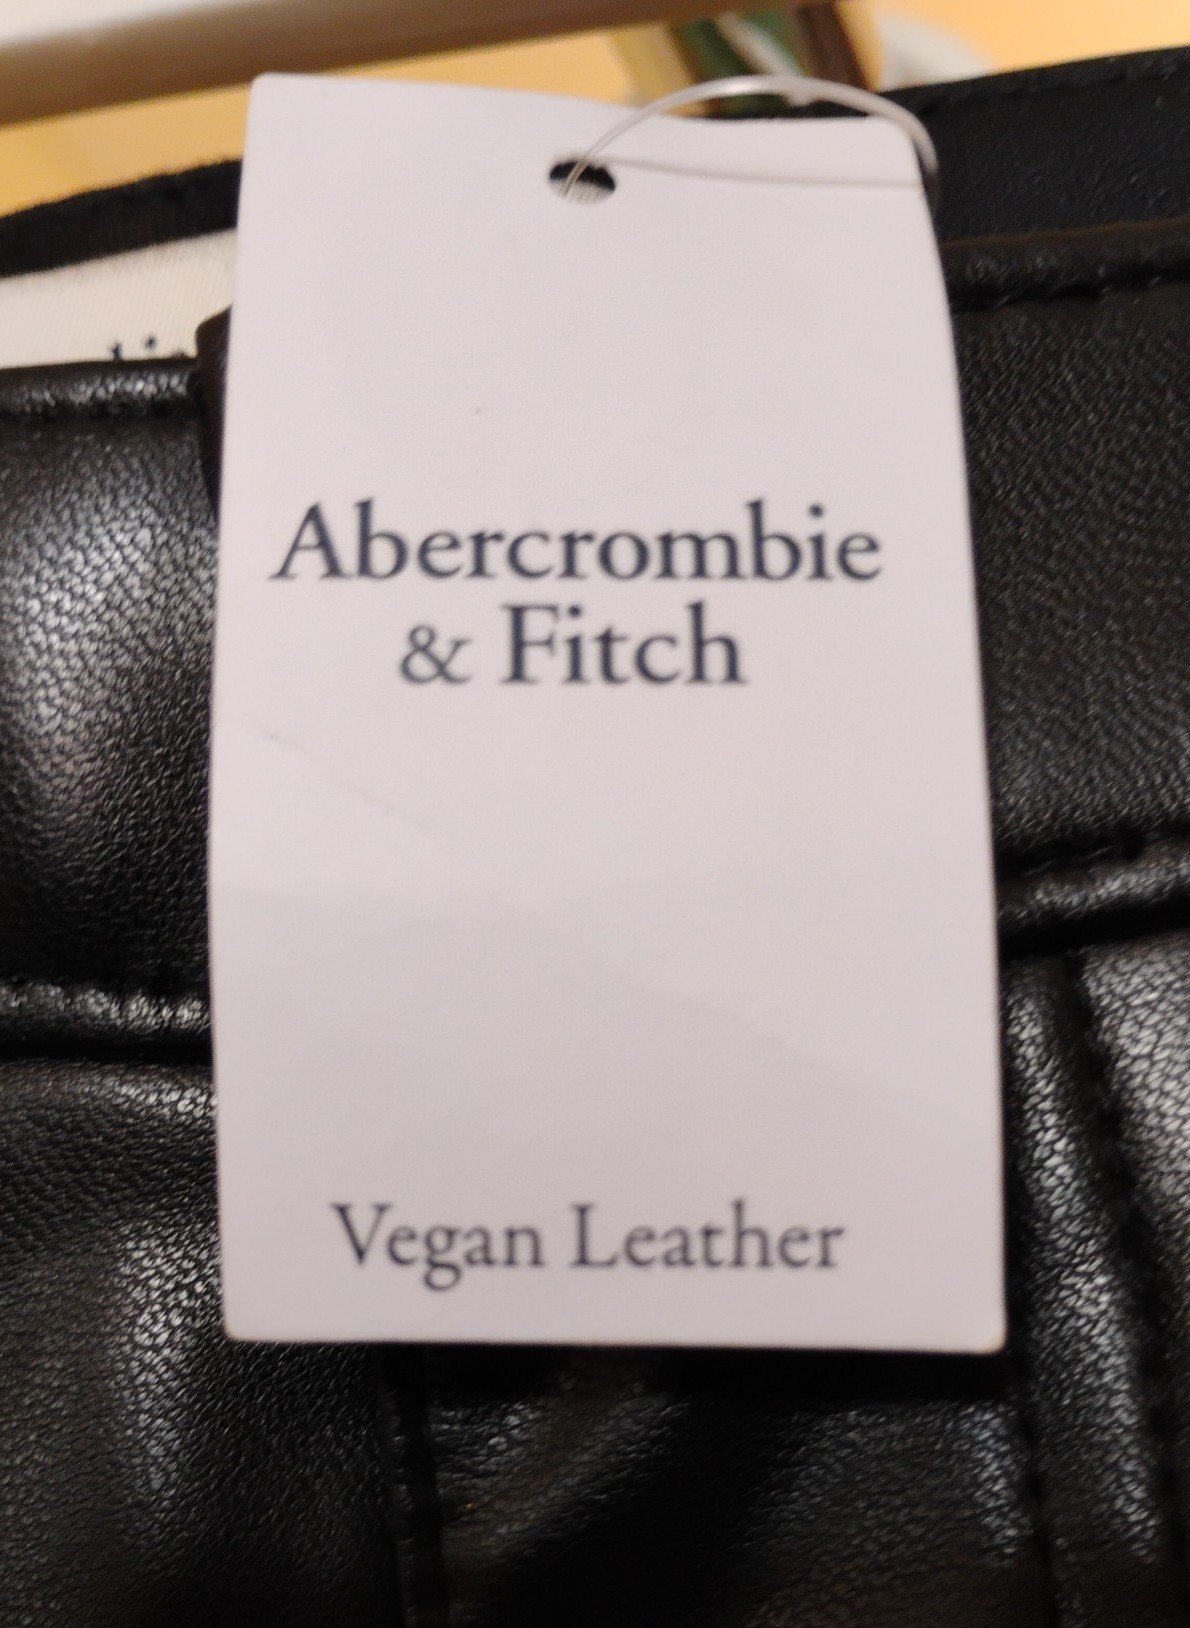 Abercrombie
& Fitch
Vegan Leather